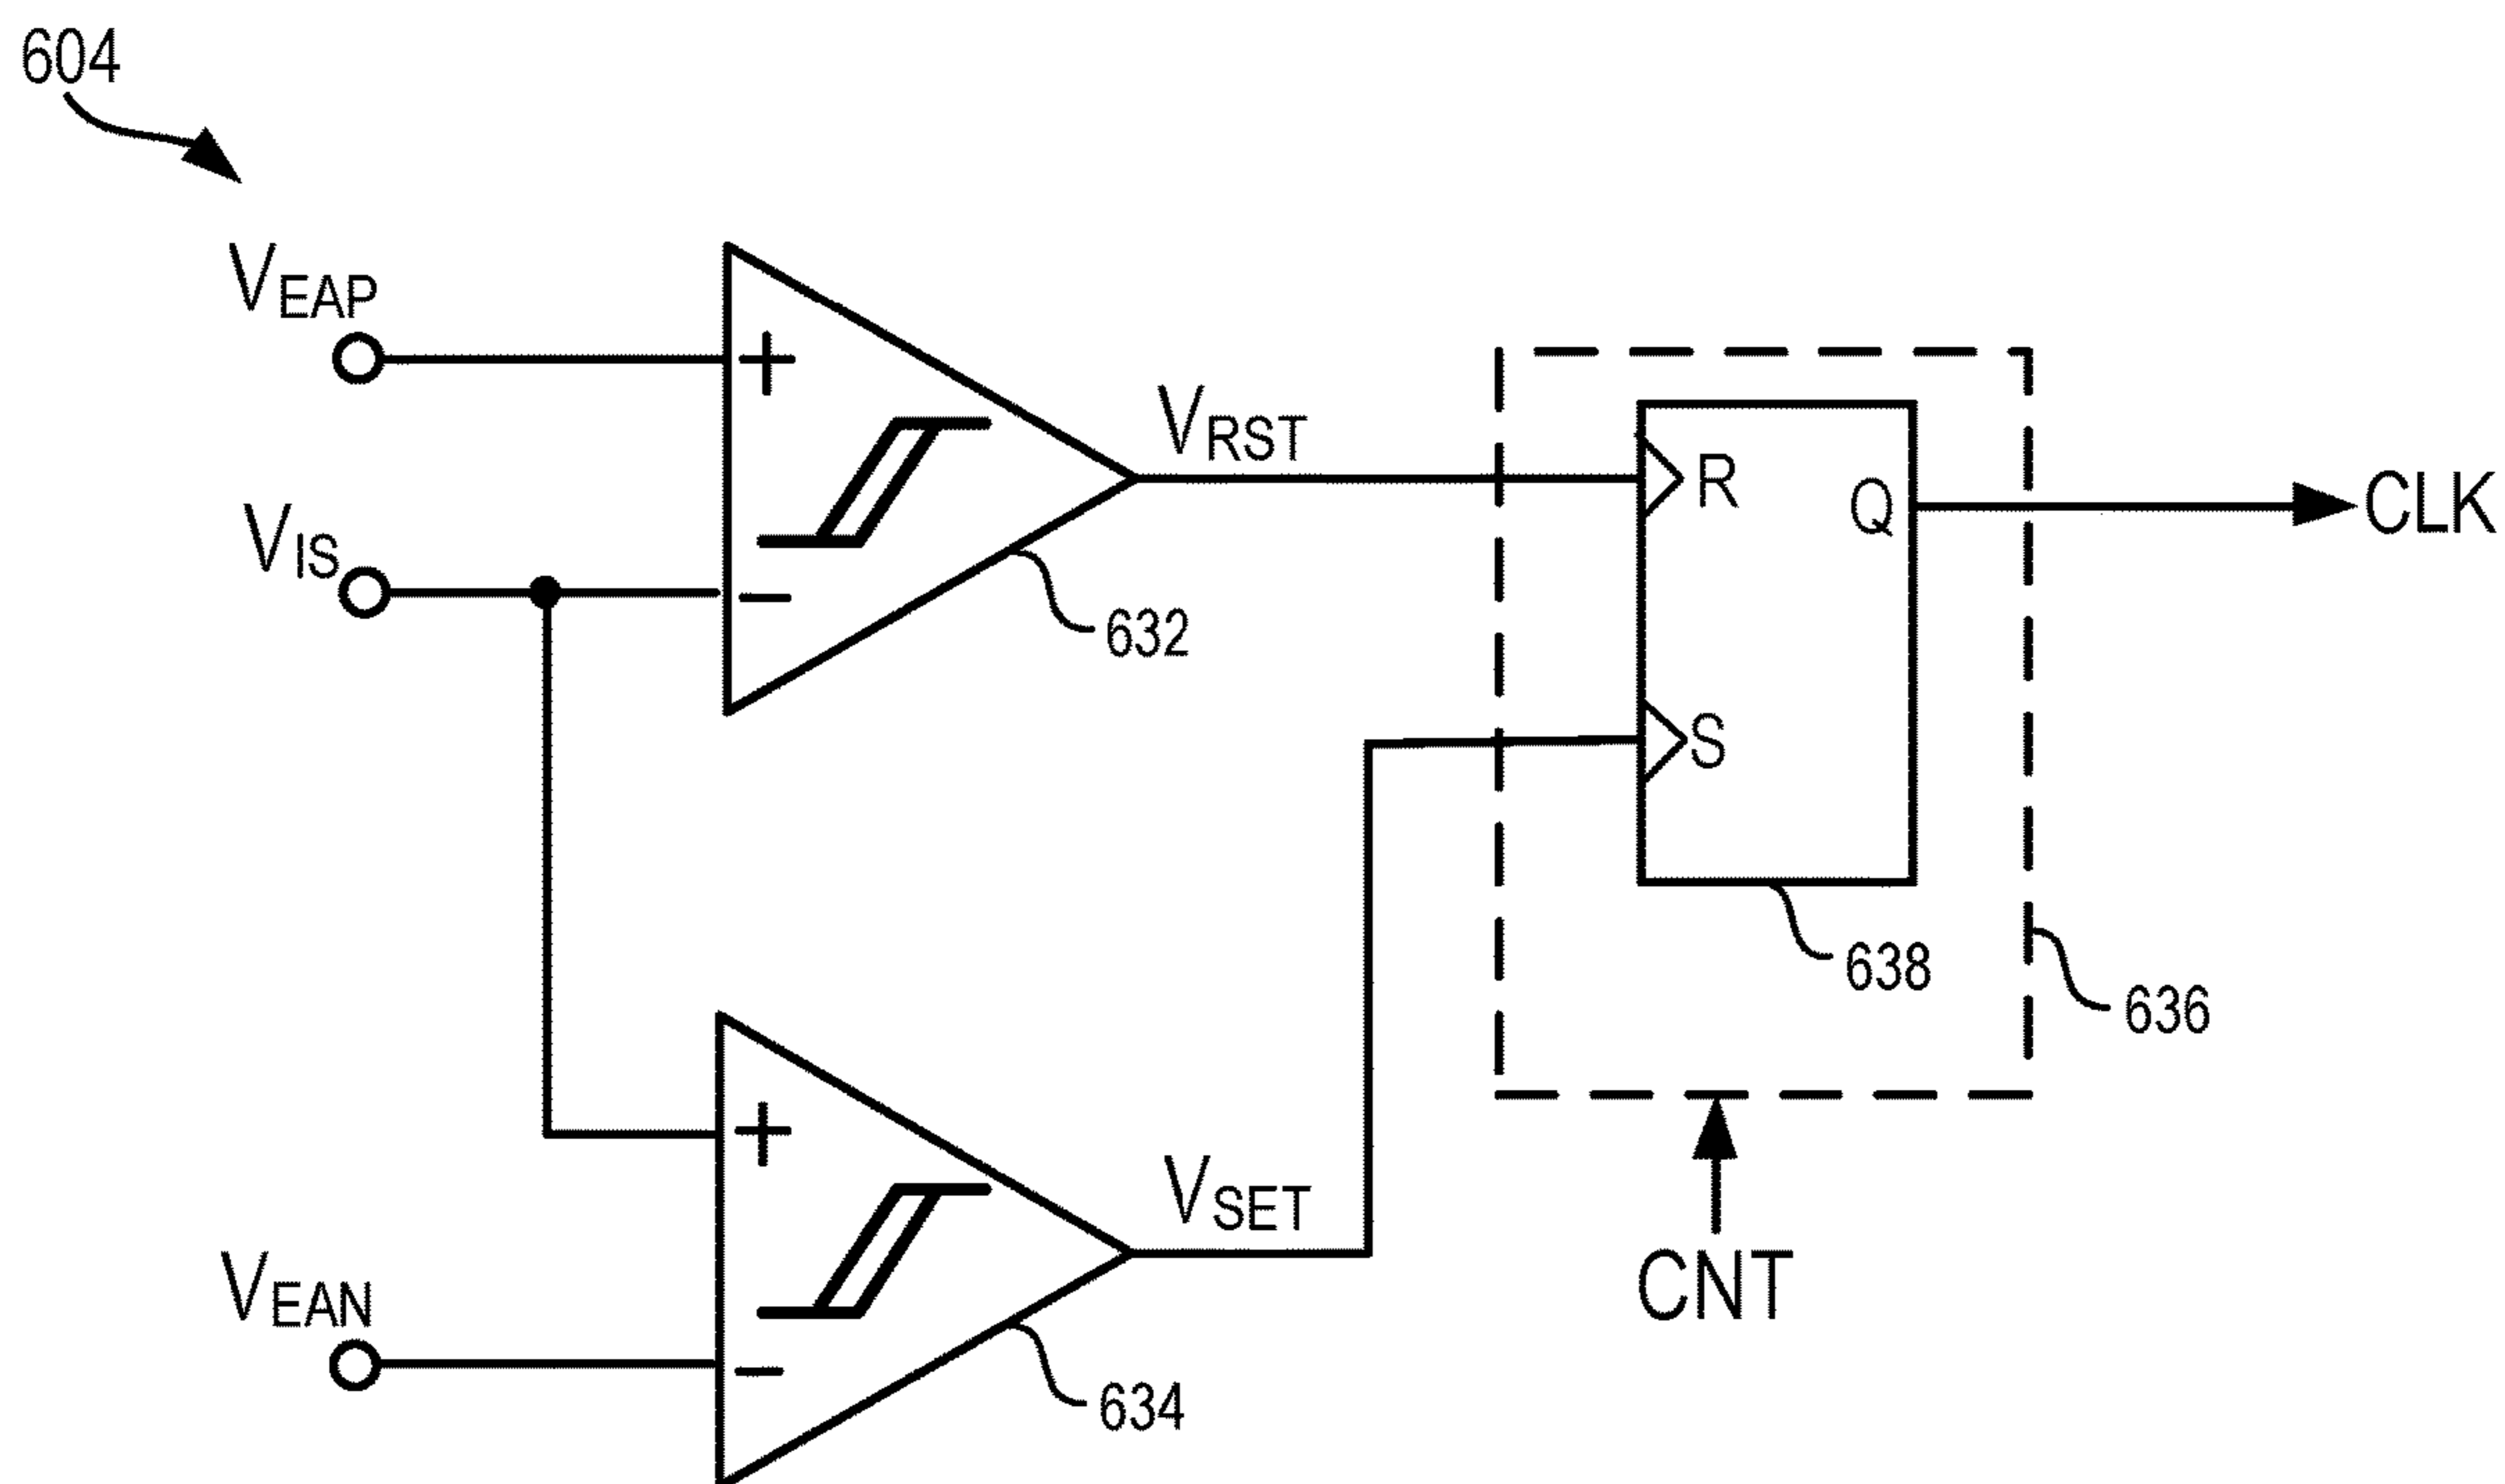 604
VEAP
+
VRST
R
Q
CLK
VIS
−
632
S
638
636
+
VSET
CNT
VEAN
−
634